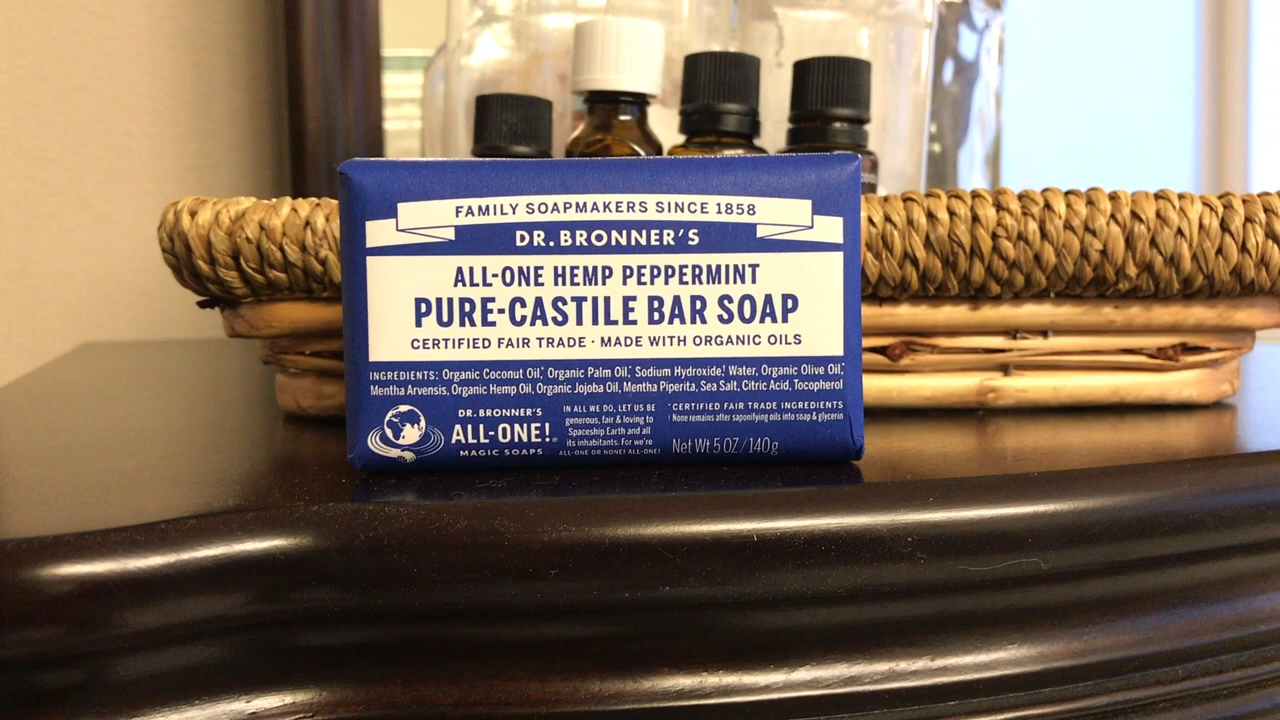 FAMILY SOAPMAKERS SINCE 1858
DR. BRONNER'S
ALL-ONE HEMP PEPPERMINT
PURE-CASTILE BAR SOAP
CERTIFIED FAIR TRADE · MADE WITH ORGANIC OILS
INGREDIENTS: Organic Coconut Oil,* Organic Palm Oil,* Sodium Hydroxide,† Water, Organic Olive Oil,*
Mentha Arvensis, Organic Hemp Oil, Organic Jojoba Oil, Mentha Piperita, Sea Salt, Citric Acid, Tocopherol
DR. BRONNER'S
ALL-ONE!®
MAGIC SOAPS
IN ALL WE DO, LET US BE
generous, fair & loving to
Spaceship Earth and all
its inhabitants. For we're
ALL-ONE OR NONE! ALL-ONE!
*CERTIFIED FAIR TRADE INGREDIENTS
† None remains after saponifying oils into soap & glycerin
Net Wt 5 OZ / 140g